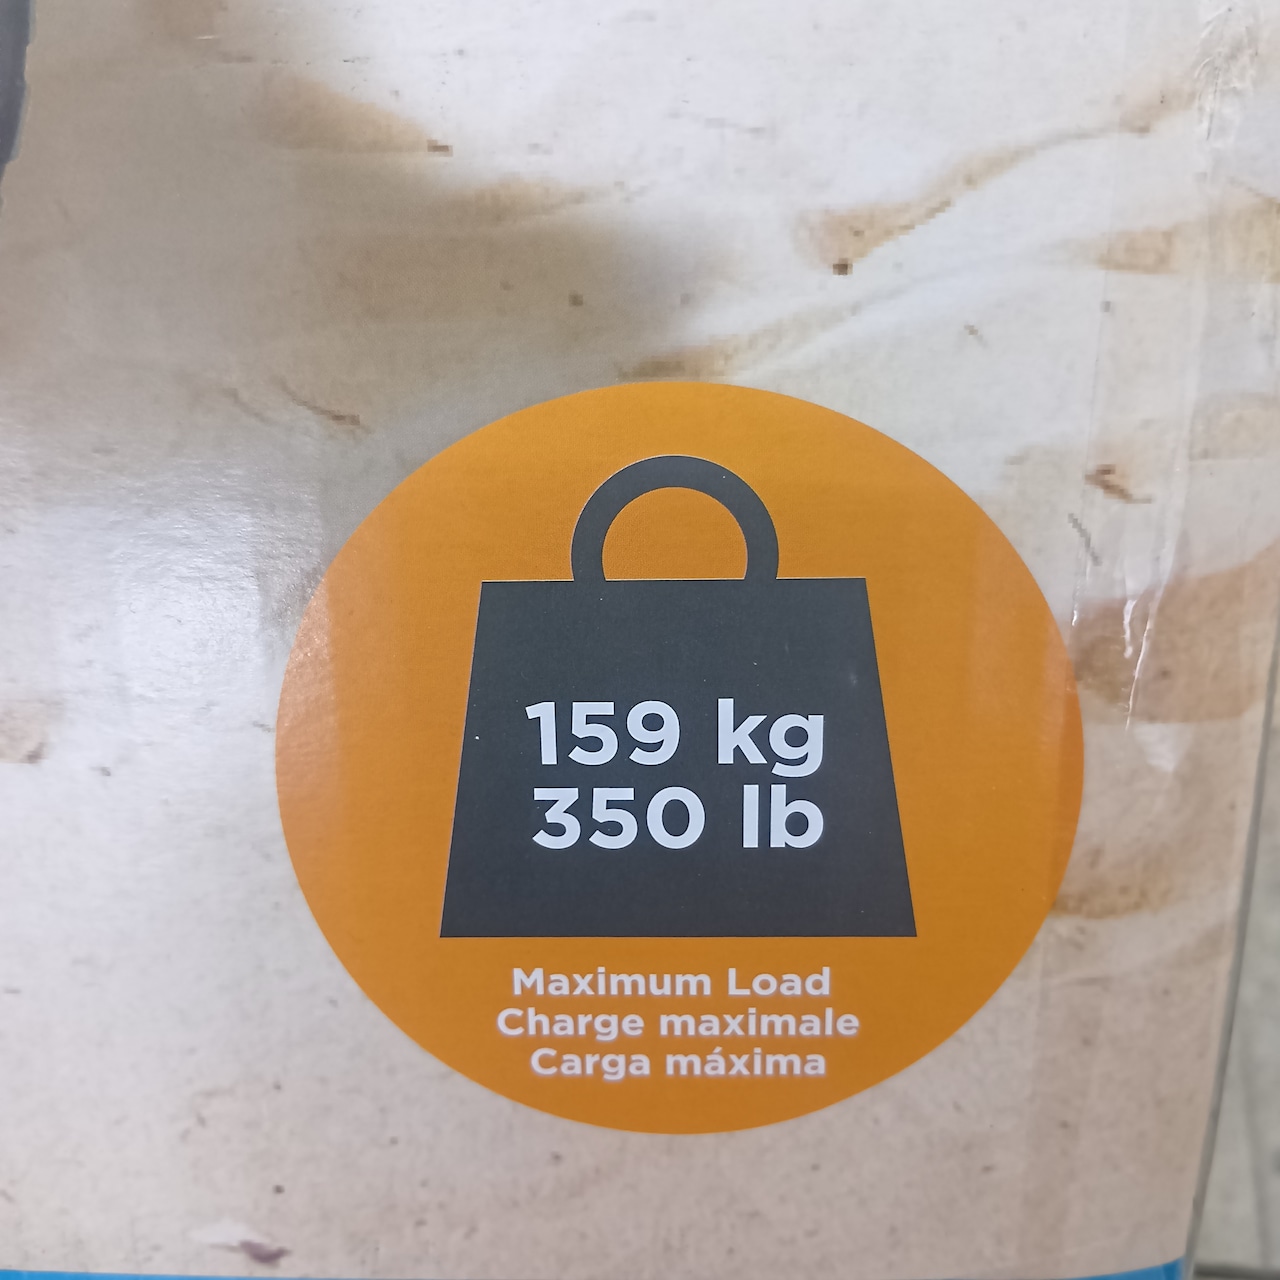 159 kg
350 lb
Maximum Load
Charge maximale
Carga máxima